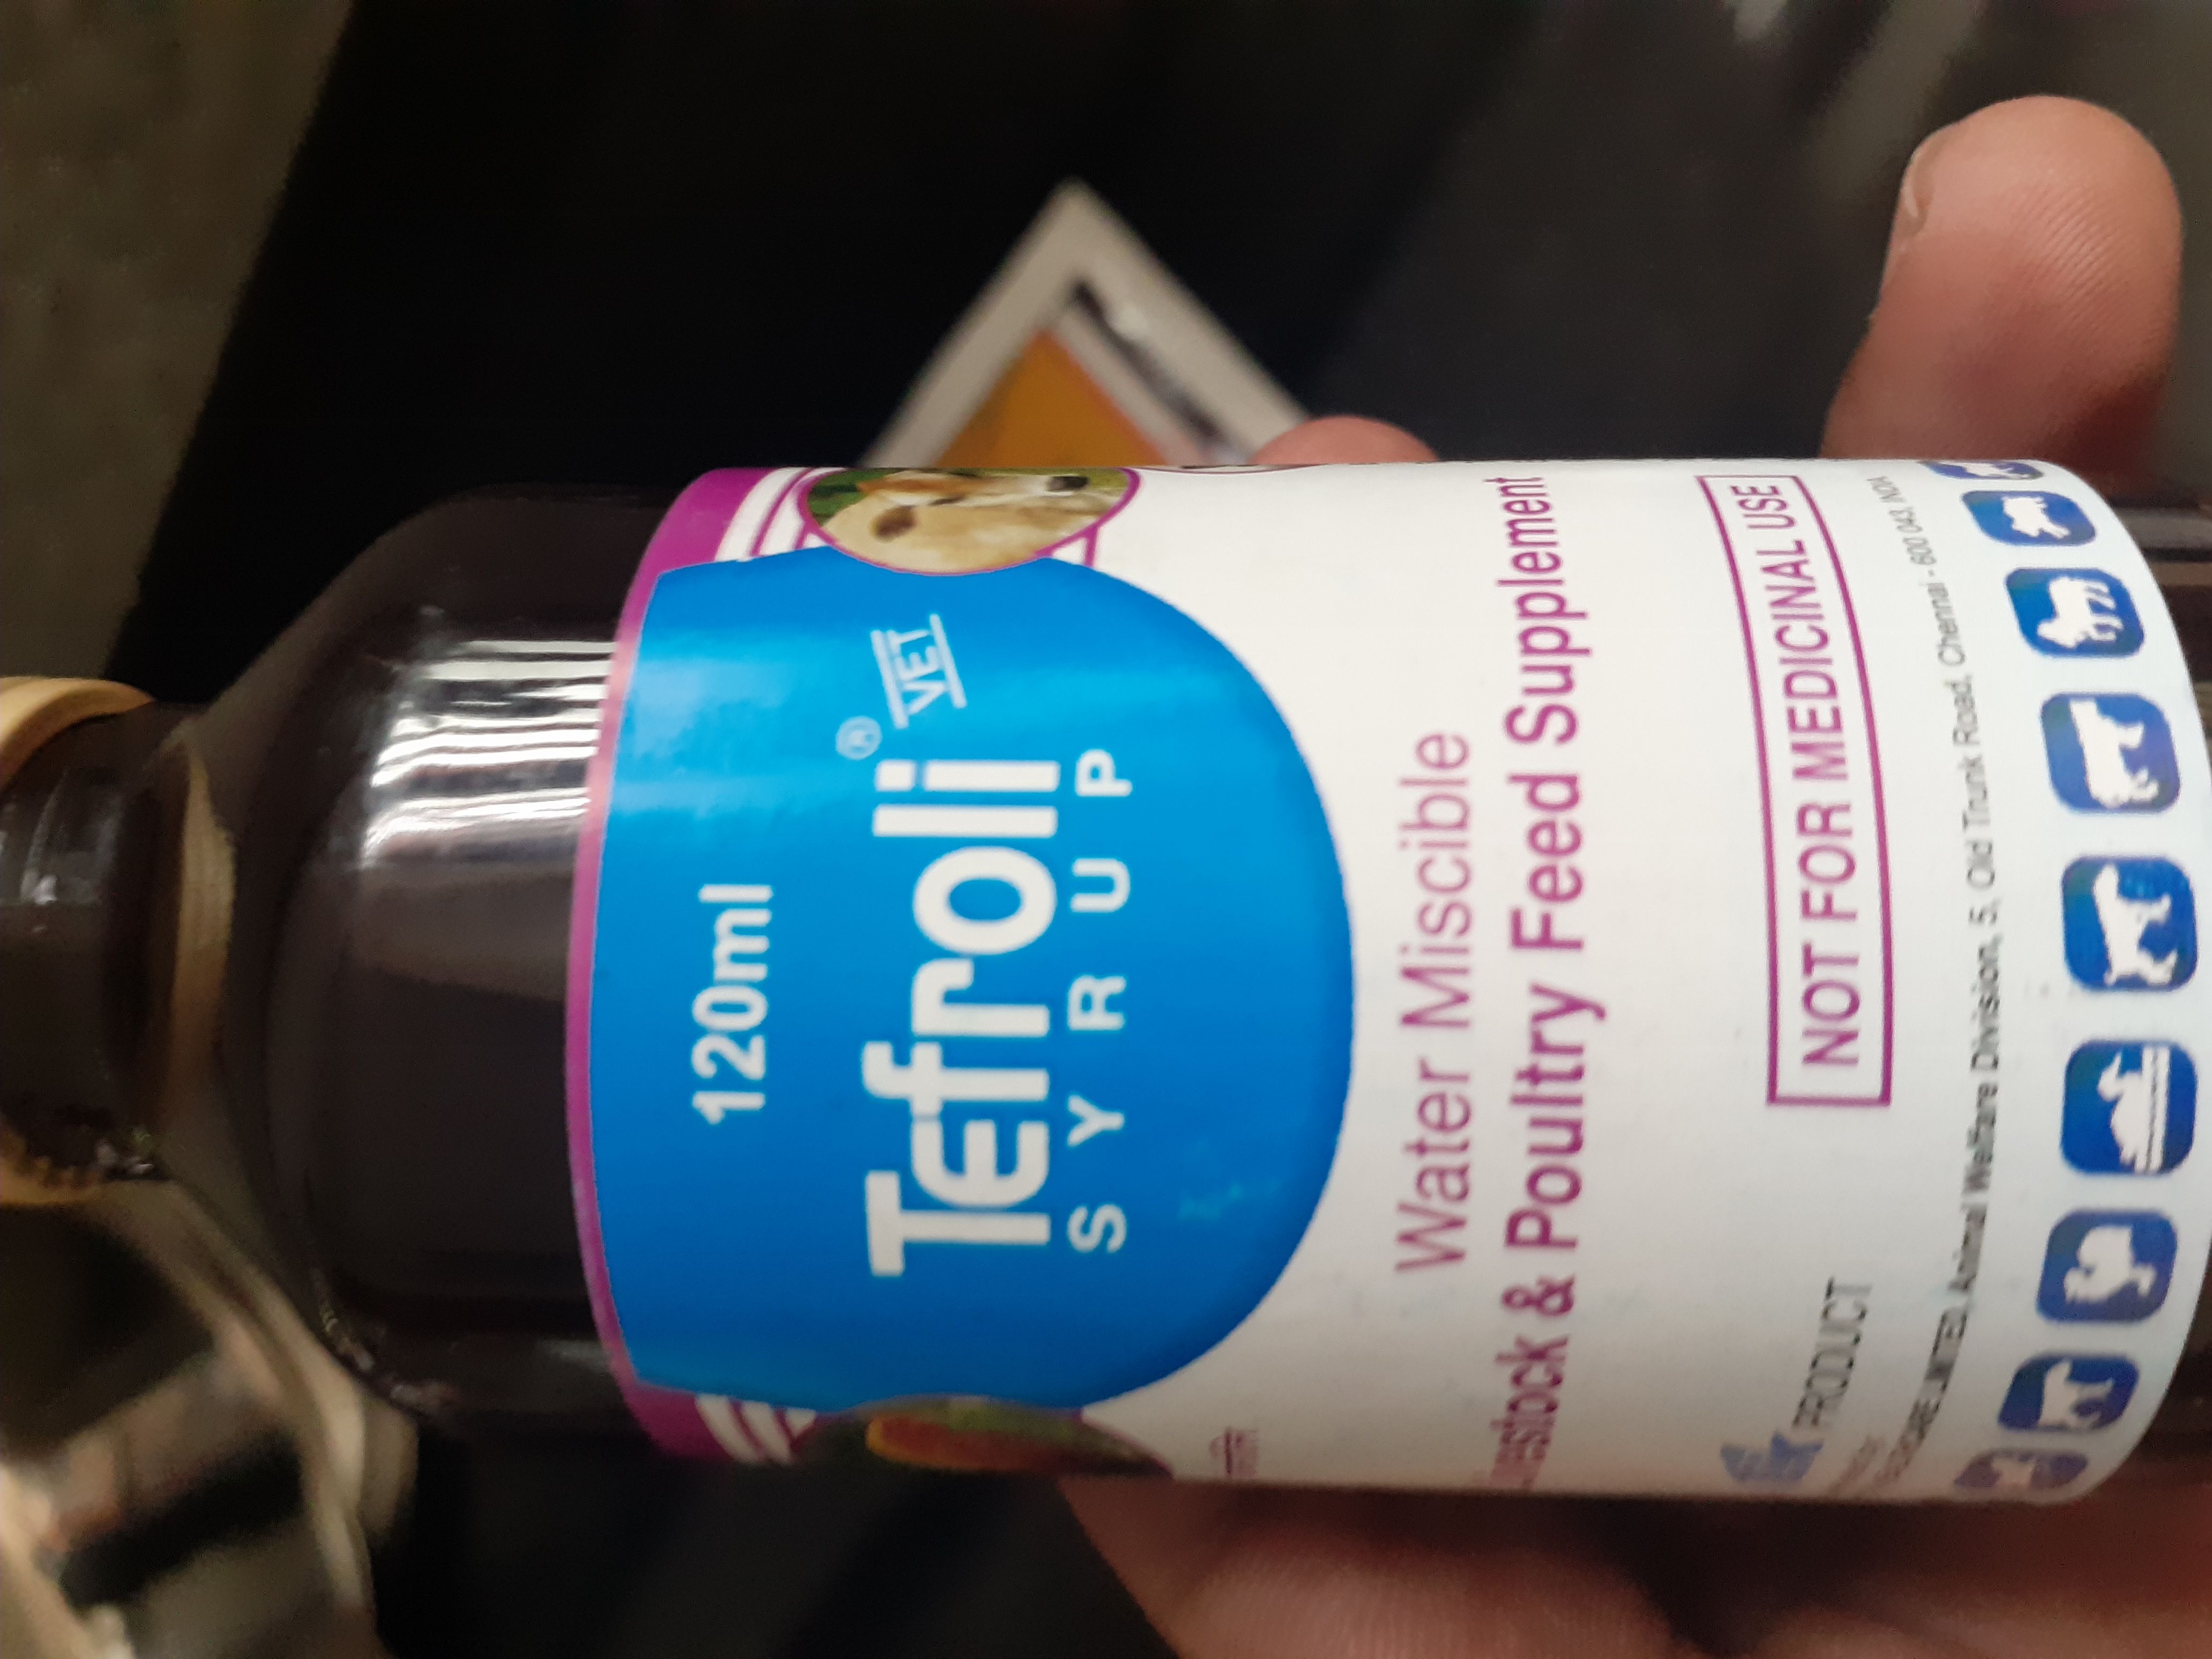 120ml
Tefroli® VET
SYRUP
Water Miscible
Livestock & Poultry Feed Supplement
PRODUCT
NOT FOR MEDICINAL USE
LIMITED, Animal Welfare Division, 5, Old Trunk Road, Chennai - 600 043, INDIA